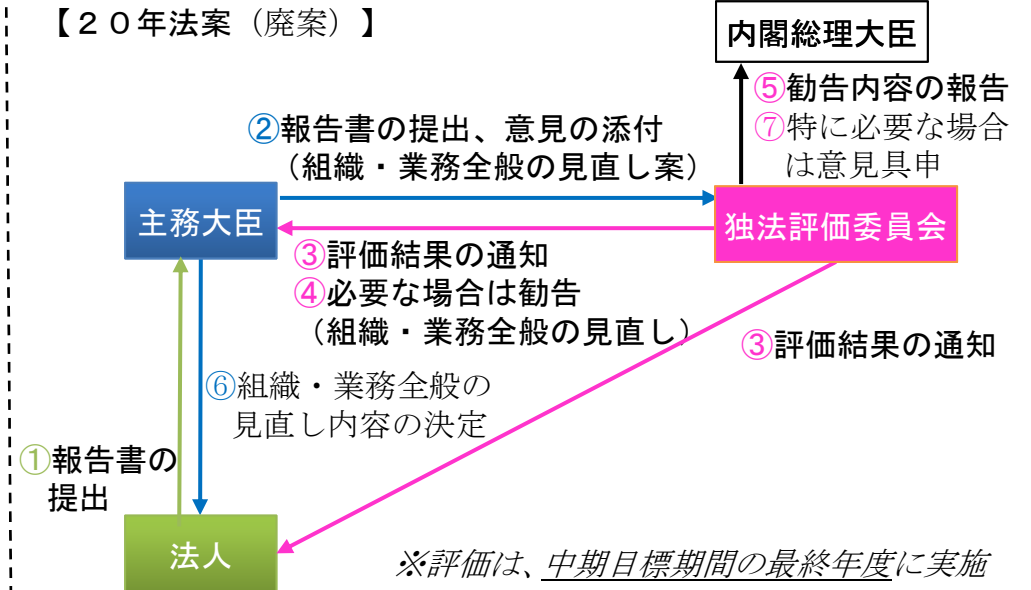 【２０年法案（廃案）】
内閣総理大臣
⑤勧告内容の報告
⑦特に必要な場合
は意見具申
②報告書の提出、意見の添付
（組織・業務全般の見直し案）
主務大臣
独法評価委員会
③評価結果の通知
④必要な場合は勧告
（組織・業務全般の見直し）
③評価結果の通知
⑥組織・業務全般の
見直し内容の決定
①報告書の
提出
法人
※評価は、中期目標期間の最終年度に実施